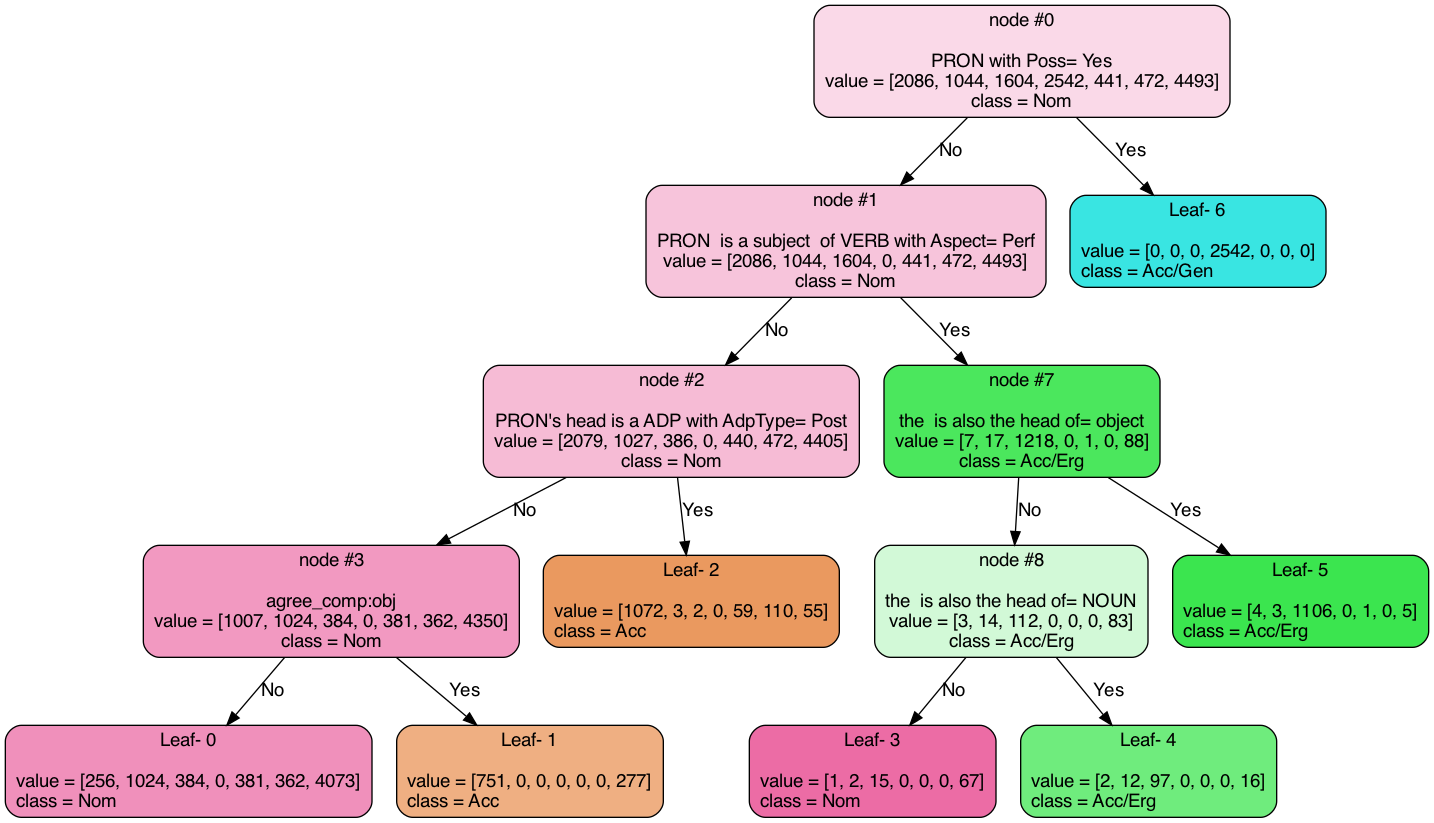 node #0
PRON with Poss= Yes
value = [2086, 1044, 1604, 2542, 441, 472, 4493]
class = Nom
No
Yes
node #1
PRON  is a subject  of VERB with Aspect= Perf
value = [2086, 1044, 1604, 0, 441, 472, 4493]
class = Nom
Leaf- 6
value = [0, 0, 0, 2542, 0, 0, 0]
class = Acc/Gen
No
Yes
node #2
PRON's head is a ADP with AdpType= Post
value = [2079, 1027, 386, 0, 440, 472, 4405]
class = Nom
node #7
the  is also the head of= object
value = [7, 17, 1218, 0, 1, 0, 88]
class = Acc/Erg
No
Yes
No
Yes
node #3
agree_comp:obj
value = [1007, 1024, 384, 0, 381, 362, 4350]
class = Nom
Leaf- 2
value = [1072, 3, 2, 0, 59, 110, 55]
class = Acc
node #8
the  is also the head of= NOUN
value = [3, 14, 112, 0, 0, 0, 83]
class = Acc/Erg
Leaf- 5
value = [4, 3, 1106, 0, 1, 0, 5]
class = Acc/Erg
No
Yes
No
Yes
Leaf- 0
value = [256, 1024, 384, 0, 381, 362, 4073]
class = Nom
Leaf- 1
value = [751, 0, 0, 0, 0, 0, 277]
class = Acc
Leaf- 3
value = [1, 2, 15, 0, 0, 0, 67]
class = Nom
Leaf- 4
value = [2, 12, 97, 0, 0, 0, 16]
class = Acc/Erg